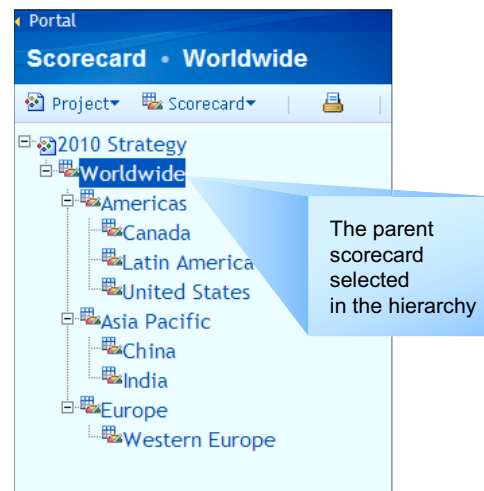 Portal
Scorecard • Worldwide
Project Scorecard
2010 Strategy
Worldwide
Americas
Canada
Latin America
United States
Asia Pacific
China
India
Europe
Western Europe
The parent
scorecard
selected
in the hierarchy